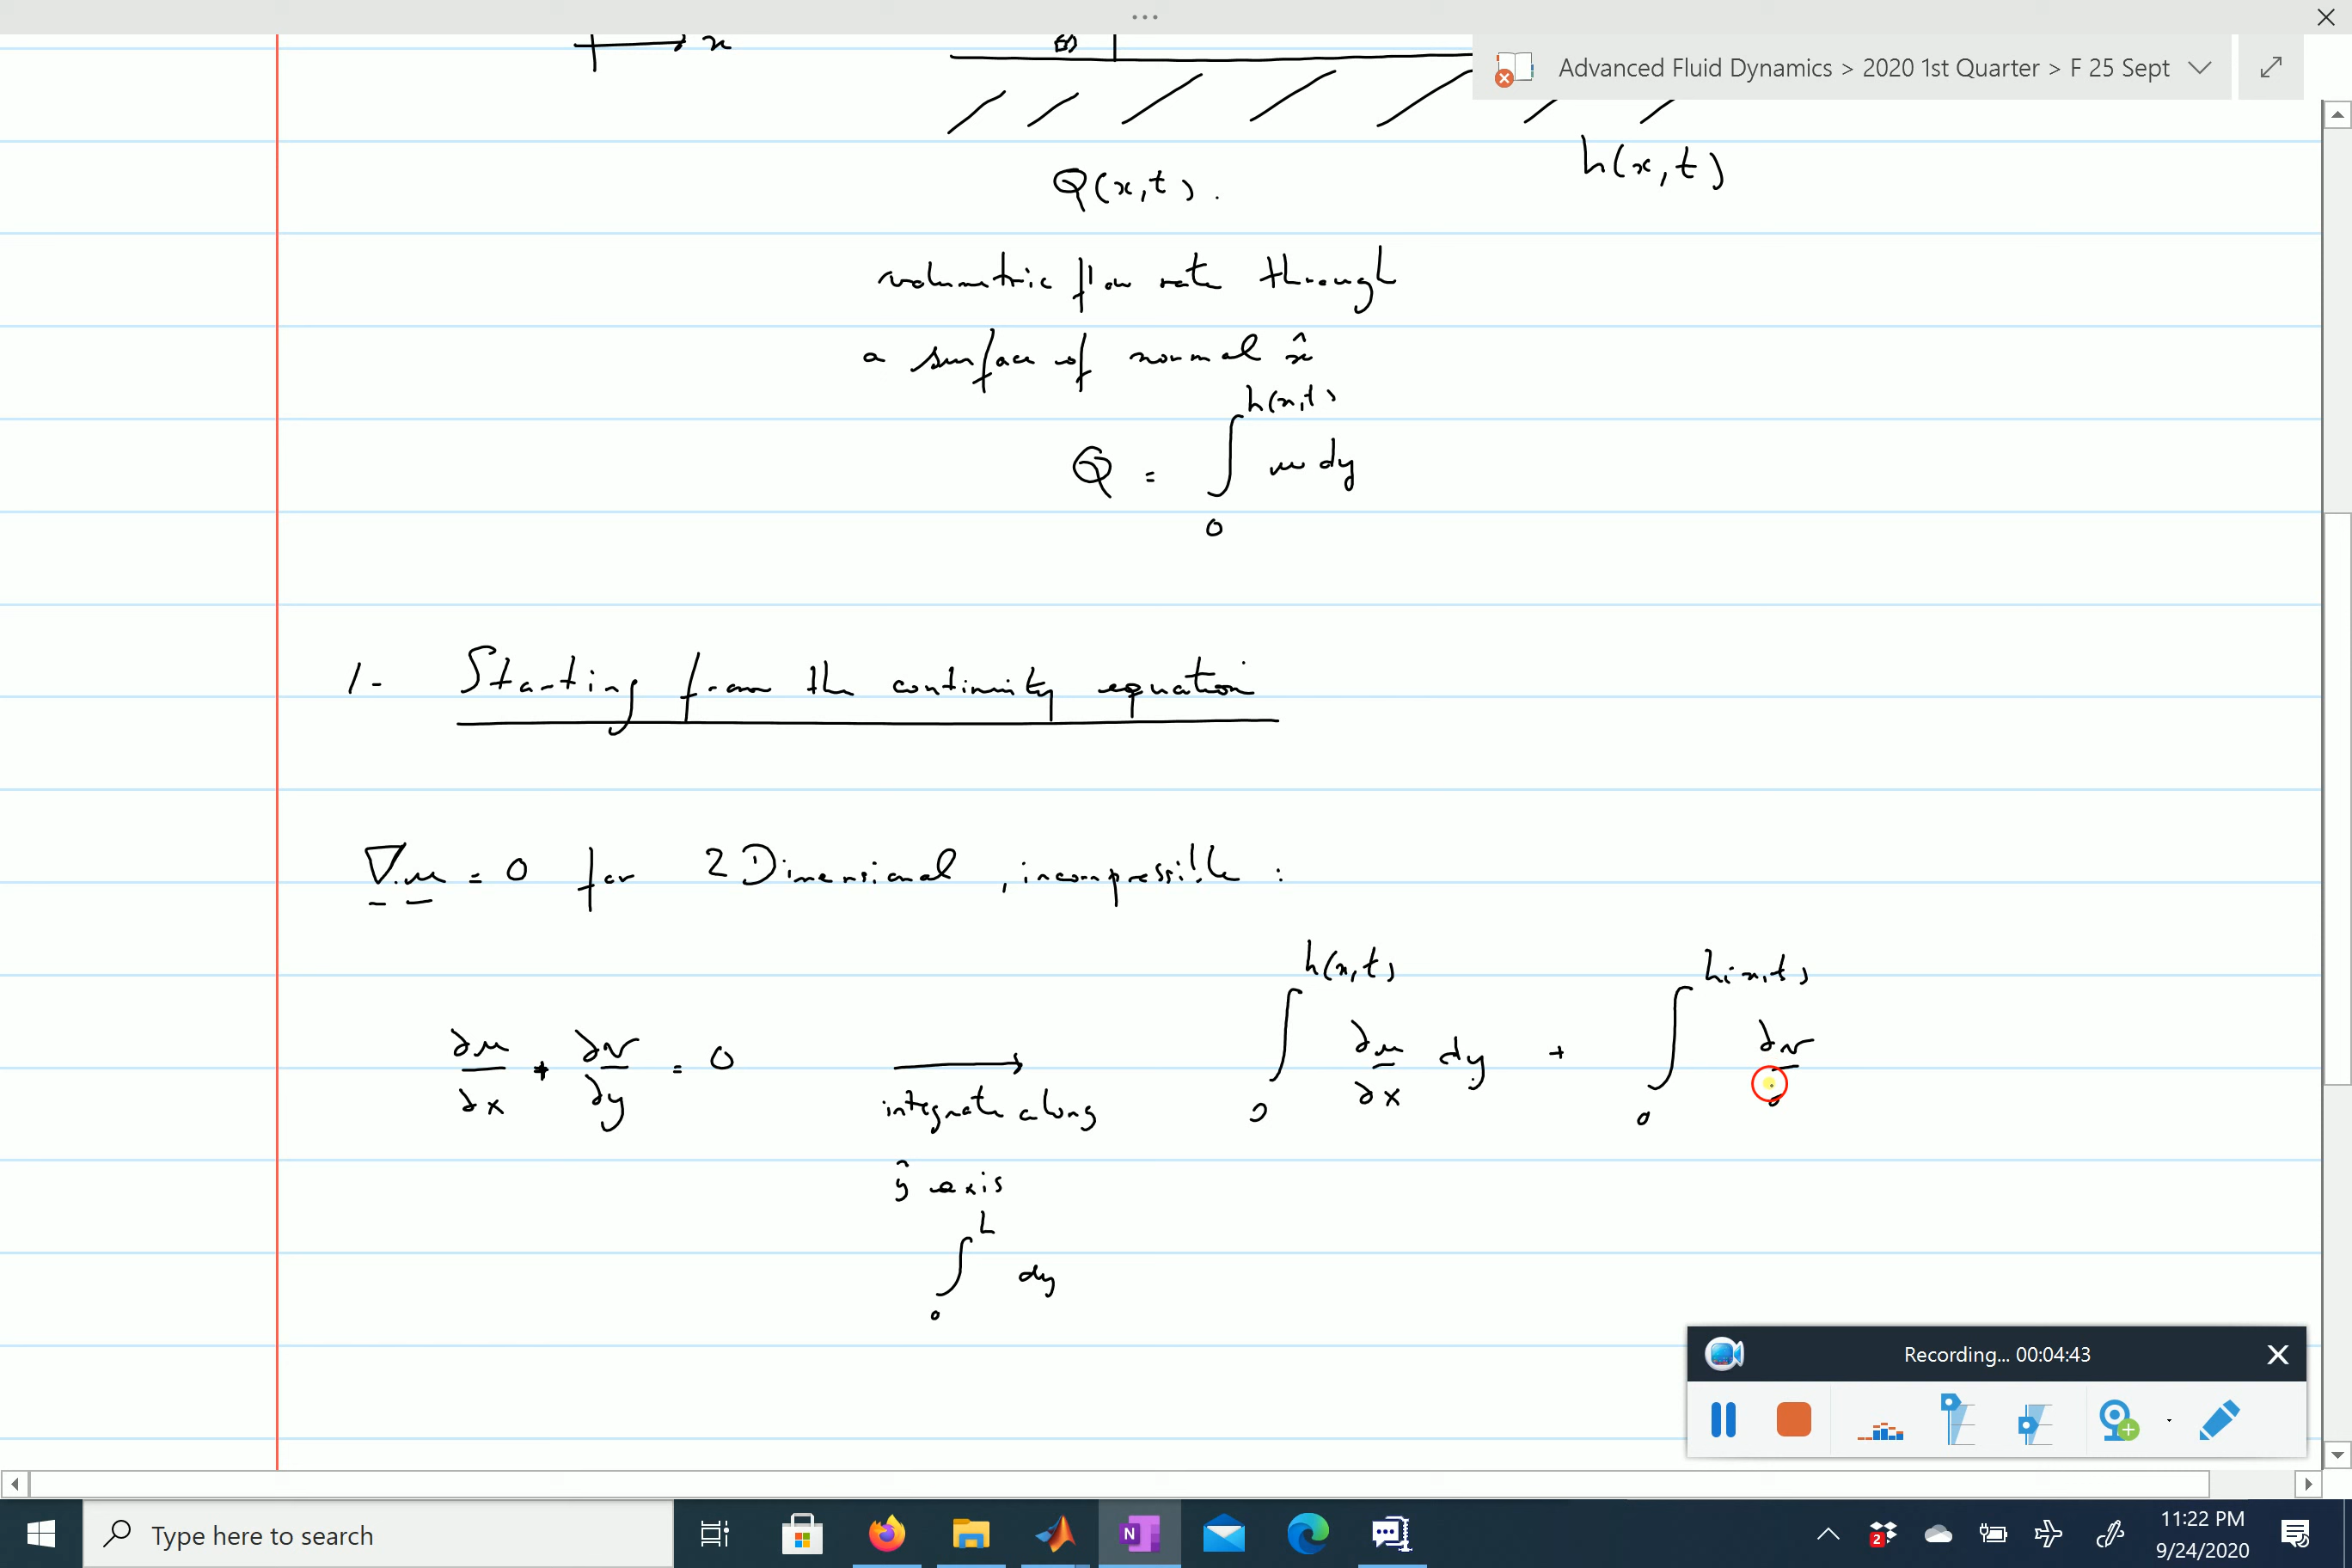 x
Advanced Fluid Dynamics > 2020 1st Quarter > F 25 Sept
h(x,t)
Q(x,t).
volumetric flow rate through
a surface of normal x̂
h(x,t)
Q = ∫ u dy
0
1- Starting from the continuity equation
∇.u = 0 for 2 Dimensional, incompressible :
h(x,t) h(x,t)
∂u/∂x + ∂v/∂y = 0 → ∫ ∂u/∂x dy + ∫ ∂v/∂
0 0
integrate along
ŷ axis
∫₀ʰ dy
Recording... 00:04:43
Type here to search
N
2
11:22 PM
9/24/2020